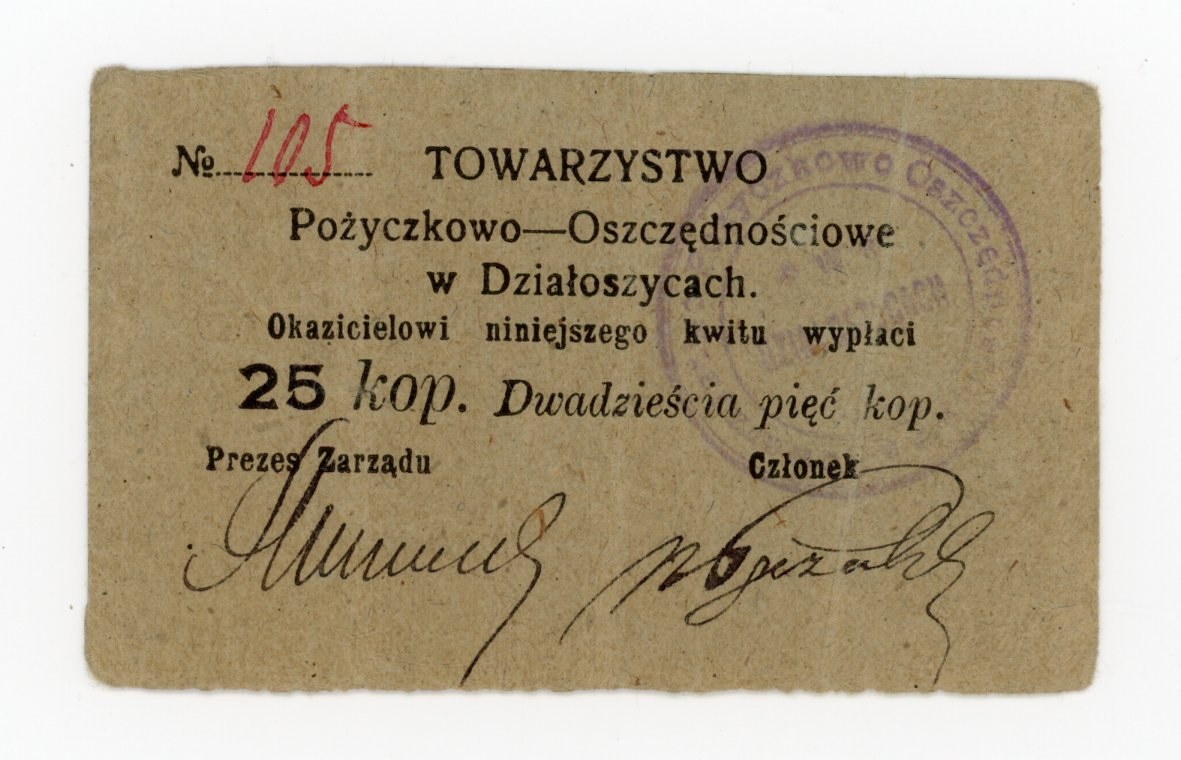 № 105 TOWARZYSTWO
Pożyczkowo—Oszczędnościowe
w Działoszycach.
Okazicielowi niniejszego kwitu wypłaci
25 kop. Dwadzieścia pięć kop.
Prezes Zarządu Członek